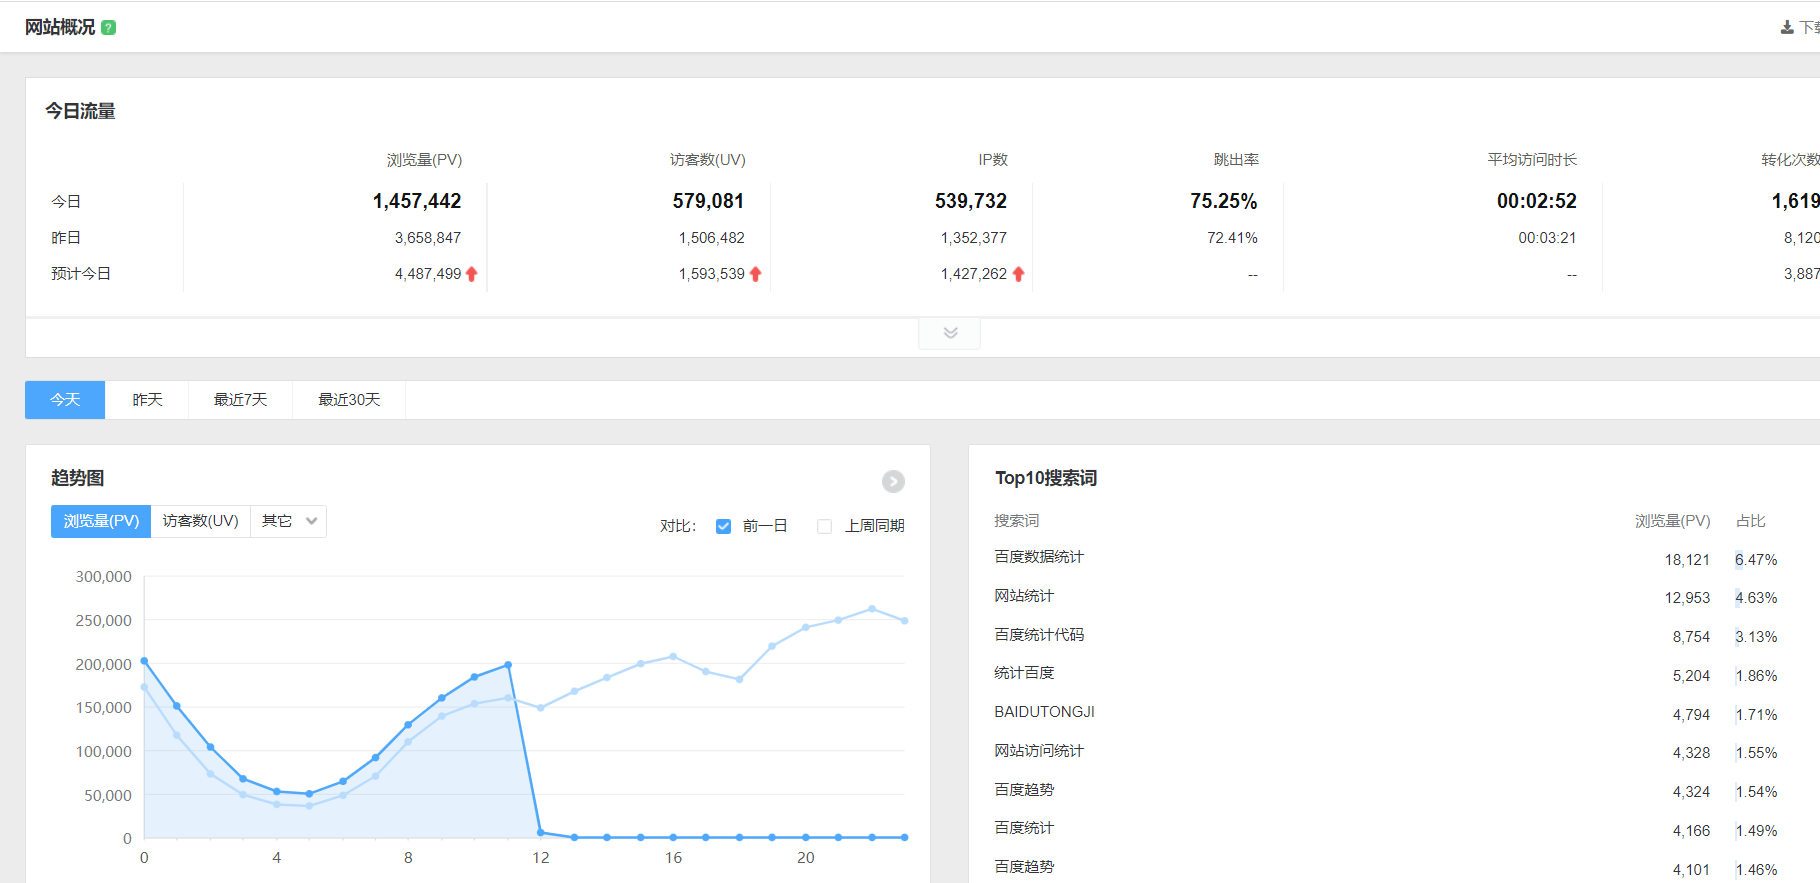 网站概况 ?
下载
今日流量
浏览量(PV) 访客数(UV) IP数 跳出率 平均访问时长 转化次数
今日 1,457,442 579,081 539,732 75.25% 00:02:52 1,619
昨日 3,658,847 1,506,482 1,352,377 72.41% 00:03:21 8,120
预计今日 4,487,499 1,593,539 1,427,262 -- -- 3,887
今天 昨天 最近7天 最近30天
趋势图
浏览量(PV) 访客数(UV) 其它
对比： 前一日 上周同期
300,000
250,000
200,000
150,000
100,000
50,000
0
0 4 8 12 16 20
Top10搜索词
搜索词 浏览量(PV) 占比
百度数据统计 18,121 6.47%
网站统计 12,953 4.63%
百度统计代码 8,754 3.13%
统计百度 5,204 1.86%
BAIDUTONGJI 4,794 1.71%
网站访问统计 4,328 1.55%
百度趋势 4,324 1.54%
百度统计 4,166 1.49%
百度趋势 4,101 1.46%